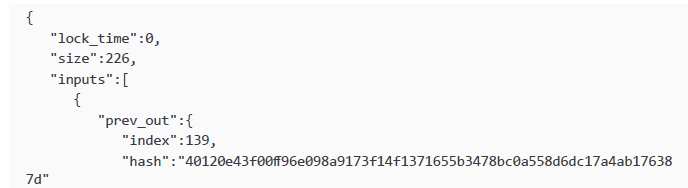 {
"lock_time":0,
"size":226,
"inputs":[
{
"prev_out":{
"index":139,
"hash":"40120e43f00ff96e098a9173f14f1371655b3478bc0a558d6dc17a4ab17638
7d"